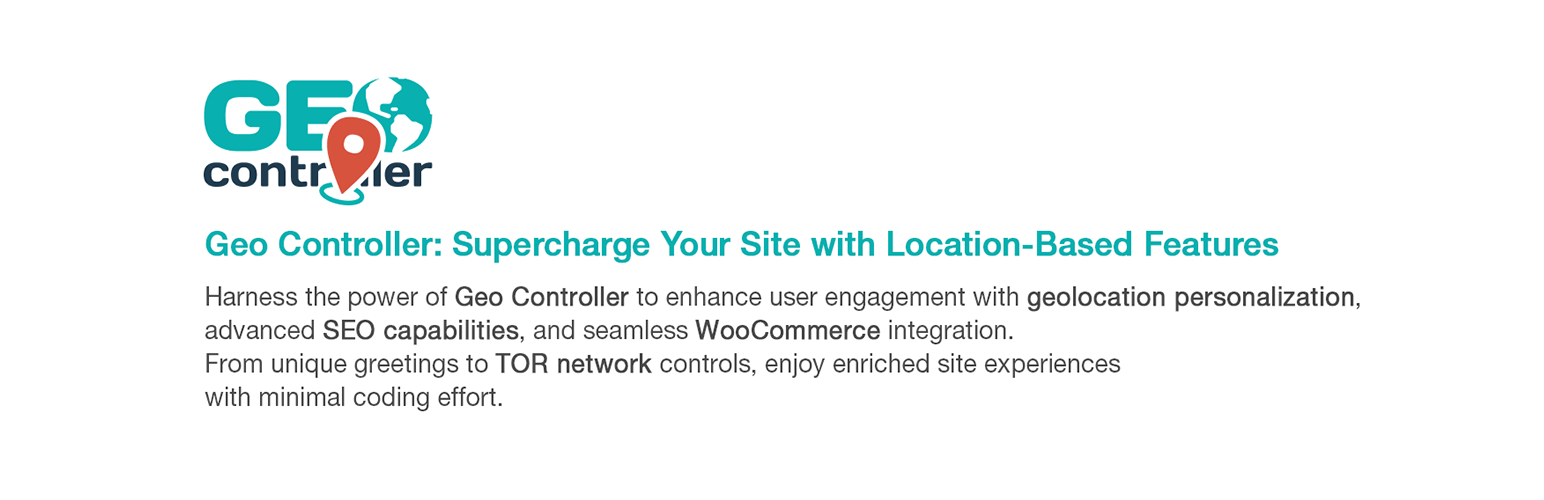 GEO
controller
Geo Controller: Supercharge Your Site with Location-Based Features
Harness the power of Geo Controller to enhance user engagement with geolocation personalization,
advanced SEO capabilities, and seamless WooCommerce integration.
From unique greetings to TOR network controls, enjoy enriched site experiences
with minimal coding effort.